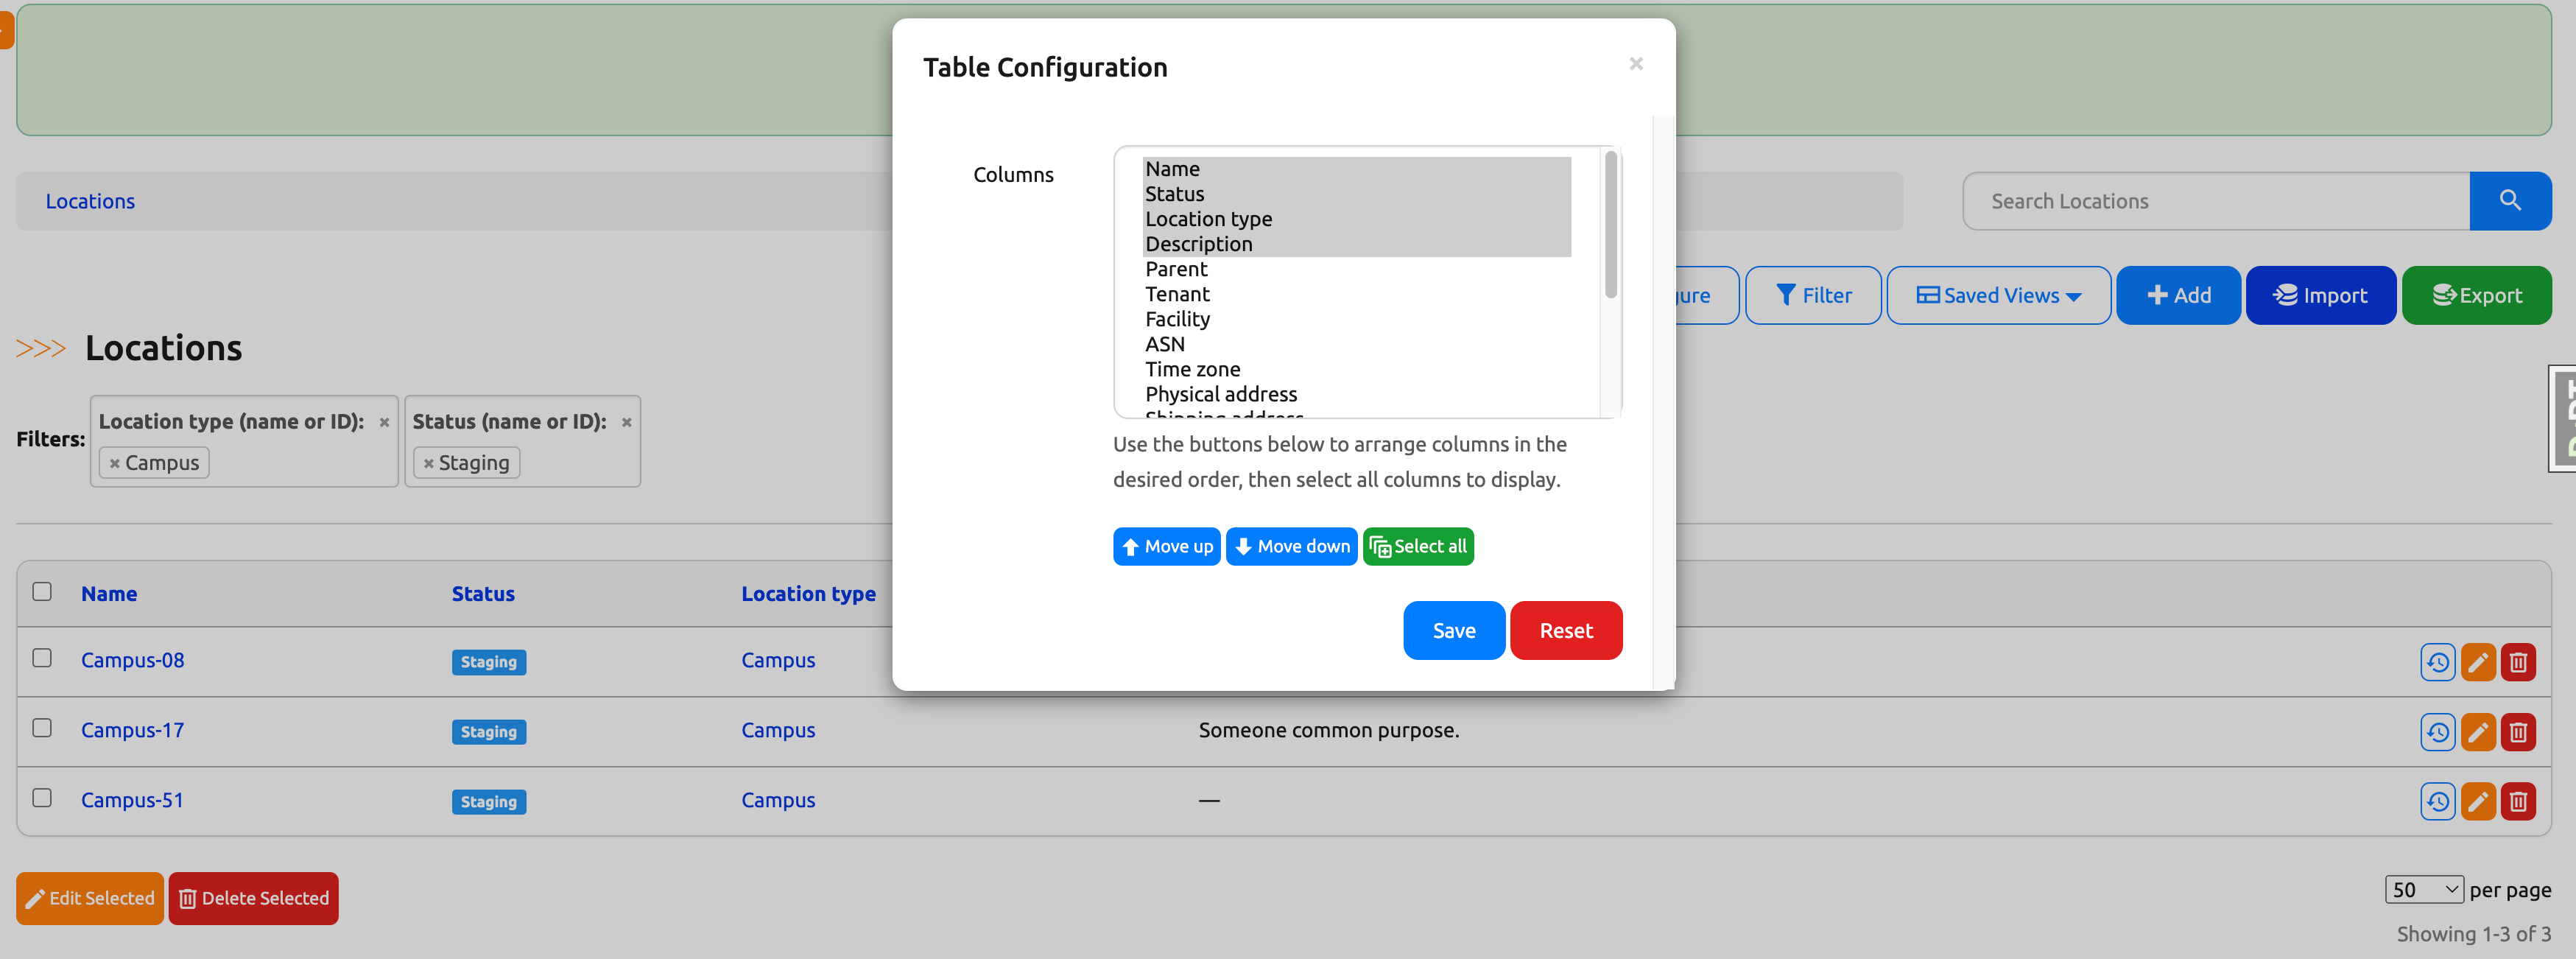 Table Configuration
×
Columns
Name
Status
Location type
Description
Parent
Tenant
Facility
ASN
Time zone
Physical address
Shipping address
Use the buttons below to arrange columns in the
desired order, then select all columns to display.
Move up
Move down
Select all
Save
Reset
Locations
Search Locations
gure
Filter
Saved Views
Add
Import
Export
>>> Locations
Filters:
Location type (name or ID): ×
× Campus
Status (name or ID): ×
× Staging
Name Status Location type
Campus-08 Staging Campus
Campus-17 Staging Campus Someone common purpose.
Campus-51 Staging Campus —
Edit Selected
Delete Selected
50 per page
Showing 1-3 of 3